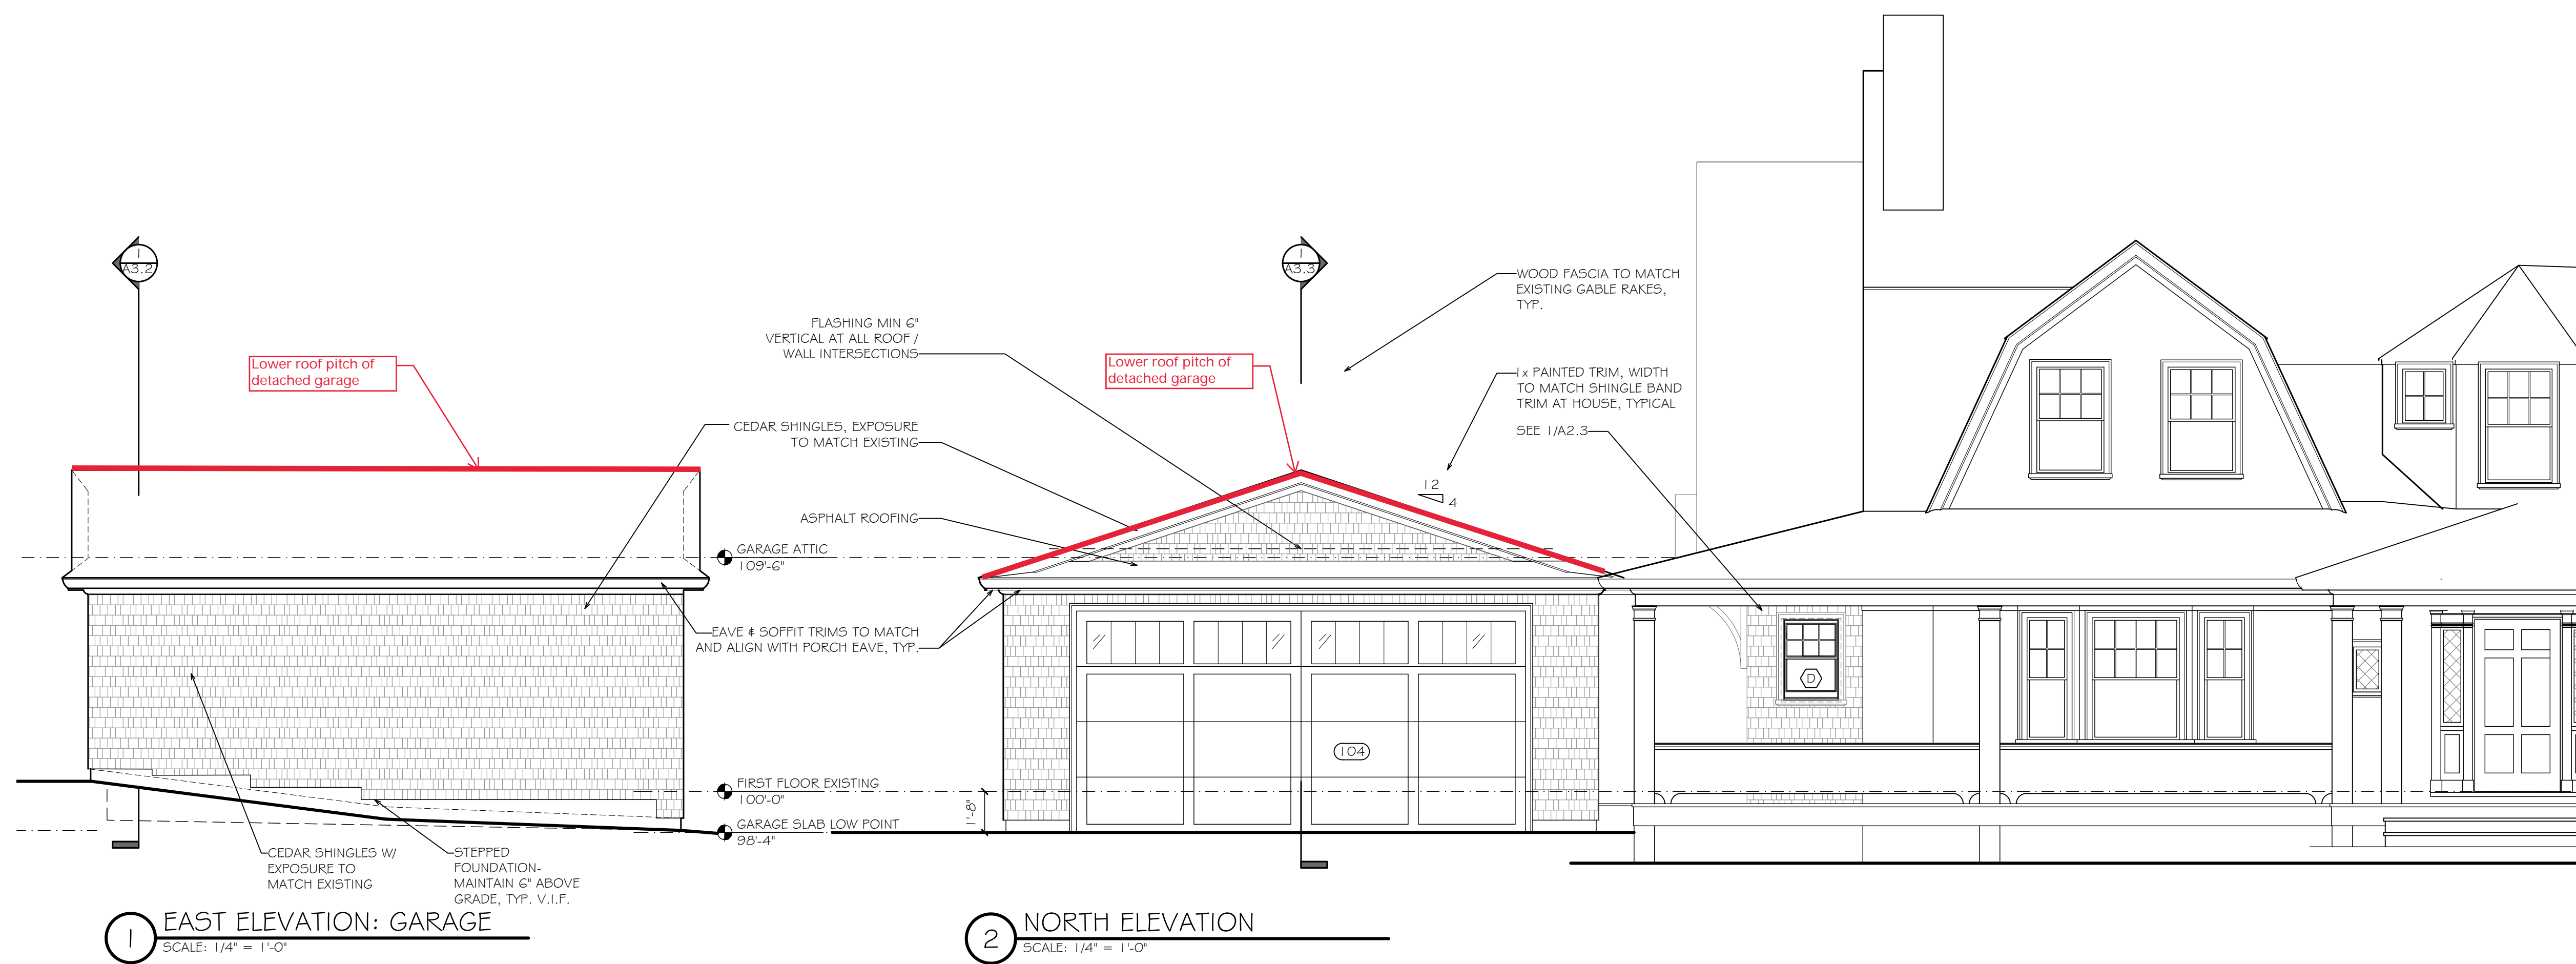 1
A3.2
Lower roof pitch of
detached garage
FLASHING MIN 6"
VERTICAL AT ALL ROOF /
WALL INTERSECTIONS
CEDAR SHINGLES, EXPOSURE
TO MATCH EXISTING
ASPHALT ROOFING
GARAGE ATTIC
109'-6"
EAVE & SOFFIT TRIMS TO MATCH
AND ALIGN WITH PORCH EAVE, TYP.
FIRST FLOOR EXISTING
100'-0"
GARAGE SLAB LOW POINT
98'-4"
1'-8"
CEDAR SHINGLES W/
EXPOSURE TO
MATCH EXISTING
STEPPED
FOUNDATION-
MAINTAIN 6" ABOVE
GRADE, TYP. V.I.F.
1
EAST ELEVATION: GARAGE
SCALE: 1/4" = 1'-0"
1
A3.3
Lower roof pitch of
detached garage
WOOD FASCIA TO MATCH
EXISTING GABLE RAKES,
TYP.
1x PAINTED TRIM, WIDTH
TO MATCH SHINGLE BAND
TRIM AT HOUSE, TYPICAL
SEE 1/A2.3
12
4
D
104
2
NORTH ELEVATION
SCALE: 1/4" = 1'-0"